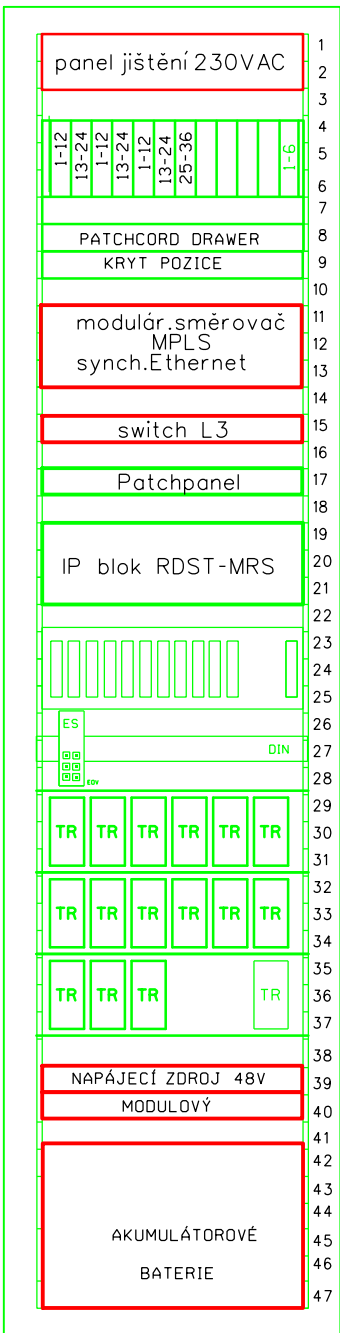 panel jištění 230VAC
1-12
13-24
1-12
13-24
1-12
13-24
25-36
1-6
PATCHCORD DRAWER
KRYT POZICE
modulár.směrovač
MPLS
synch.Ethernet
switch L3
Patchpanel
IP blok RDST-MRS
ES
DIN
EOV
TR TR TR TR TR TR
TR TR TR TR TR TR
TR TR TR TR
NAPÁJECÍ ZDROJ 48V
MODULOVÝ
AKUMULÁTOROVÉ
BATERIE
1
2
3
4
5
6
7
8
9
10
11
12
13
14
15
16
17
18
19
20
21
22
23
24
25
26
27
28
29
30
31
32
33
34
35
36
37
38
39
40
41
42
43
44
45
46
47